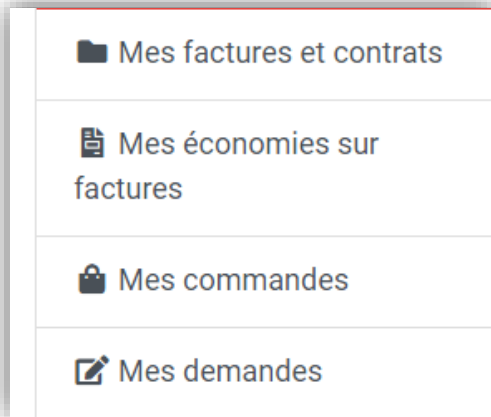 Mes factures et contrats
Mes économies sur
factures
Mes commandes
Mes demandes